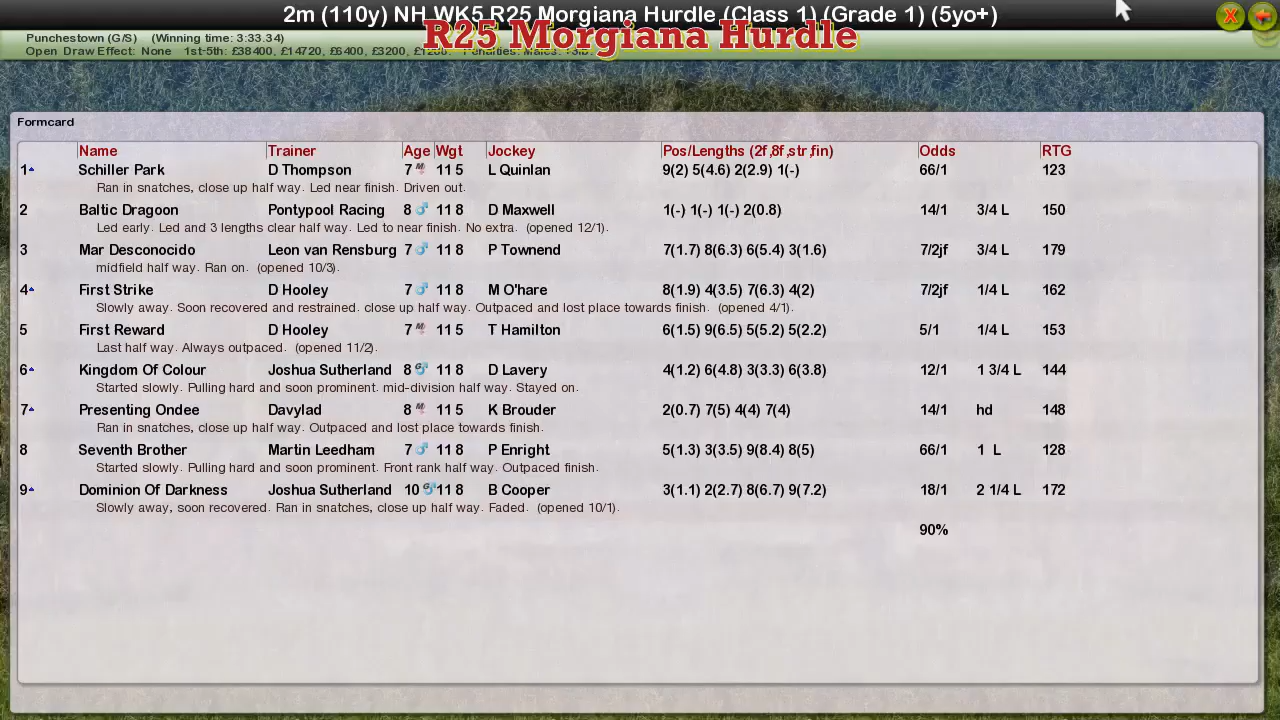 2m (110y) NH WK5 R25 Morgiana Hurdle (Class 1) (Grade 1) (5yo+)
R25 Morgiana Hurdle
Punchestown (G/S) (Winning time: 3:33.34)
Open Draw Effect: None 1st-5th: £38400, £14720, £6400, £3200, £1280. Penalties: Males: +3lb.
Formcard
Name Trainer Age Wgt Jockey Pos/Lengths (2f,8f,str,fin) Odds RTG
1 Schiller Park D Thompson 7 M 11 5 L Quinlan 9(2) 5(4.6) 2(2.9) 1(-) 66/1 123
Ran in snatches, close up half way. Led near finish. Driven out.
2 Baltic Dragoon Pontypool Racing 8 11 8 D Maxwell 1(-) 1(-) 1(-) 2(0.8) 14/1 3/4 L 150
Led early. Led and 3 lengths clear half way. Led to near finish. No extra. (opened 12/1).
3 Mar Desconocido Leon van Rensburg 7 11 8 P Townend 7(1.7) 8(6.3) 6(5.4) 3(1.6) 7/2jf 3/4 L 179
midfield half way. Ran on. (opened 10/3).
4 First Strike D Hooley 7 11 8 M O'hare 8(1.9) 4(3.5) 7(6.3) 4(2) 7/2jf 1/4 L 162
Slowly away. Soon recovered and restrained. close up half way. Outpaced and lost place towards finish. (opened 4/1).
5 First Reward D Hooley 7 M 11 5 T Hamilton 6(1.5) 9(6.5) 5(5.2) 5(2.2) 5/1 1/4 L 153
Last half way. Always outpaced. (opened 11/2).
6 Kingdom Of Colour Joshua Sutherland 8 G 11 8 D Lavery 4(1.2) 6(4.8) 3(3.3) 6(3.8) 12/1 1 3/4 L 144
Started slowly. Pulling hard and soon prominent. mid-division half way. Stayed on.
7 Presenting Ondee Davylad 8 M 11 5 K Brouder 2(0.7) 7(5) 4(4) 7(4) 14/1 hd 148
Ran in snatches, close up half way. Outpaced and lost place towards finish.
8 Seventh Brother Martin Leedham 7 11 8 P Enright 5(1.3) 3(3.5) 9(8.4) 8(5) 66/1 1 L 128
Started slowly. Pulling hard and soon prominent. Front rank half way. Outpaced finish.
9 Dominion Of Darkness Joshua Sutherland 10 G 11 8 B Cooper 3(1.1) 2(2.7) 8(6.7) 9(7.2) 18/1 2 1/4 L 172
Slowly away, soon recovered. Ran in snatches, close up half way. Faded. (opened 10/1).
90%